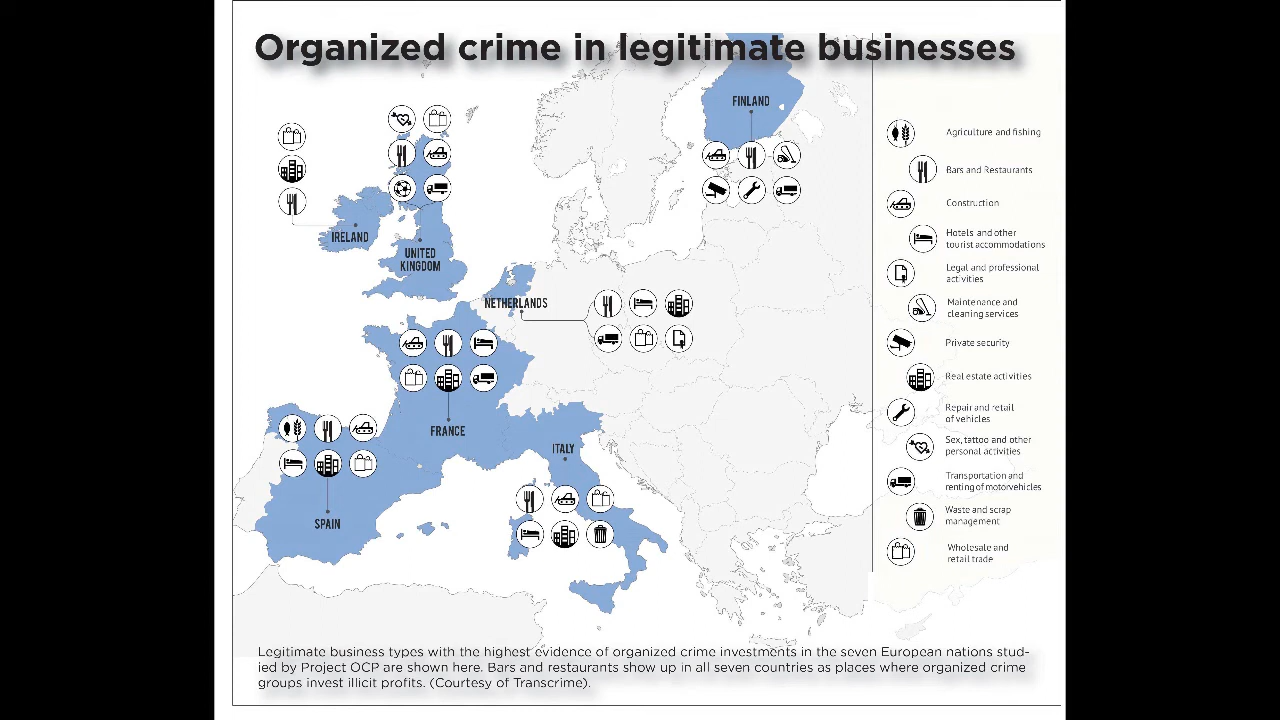 Organized crime in legitimate businesses
FINLAND
IRELAND
UNITED
KINGDOM
NETHERLANDS
FRANCE
ITALY
SPAIN
Agriculture and fishing
Bars and Restaurants
Construction
Hotels and other
tourist accommodations
Legal and professional
activities
Maintenance and
cleaning services
Private security
Real estate activities
Repair and retail
of vehicles
Sex, tattoo and other
personal activities
Transportation and
renting of motorvehicles
Waste and scrap
management
Wholesale and
retail trade
Legitimate business types with the highest evidence of organized crime investments in the seven European nations stud-
ied by Project OCP are shown here. Bars and restaurants show up in all seven countries as places where organized crime
groups invest illicit profits. (Courtesy of Transcrime).